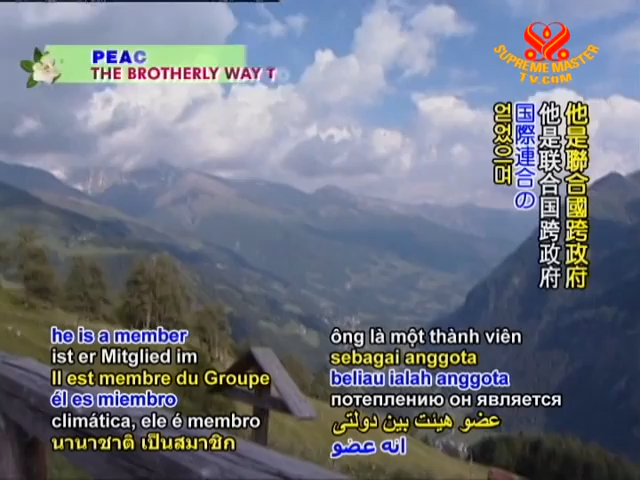 PEAC
THE BROTHERLY WAY T
SUPREME MASTER
TV.COM
他是聯合國跨政府
他是联合国跨政府
国際連合の
있었으며
he is a member
ist er Mitglied im
Il est membre du Groupe
él es miembro
climática, ele é membro
นานาชาติ เป็นสมาชิก
ông là một thành viên
sebagai anggota
beliau ialah anggota
потеплению он является
عضو هیئت بین دولتی
انه عضو